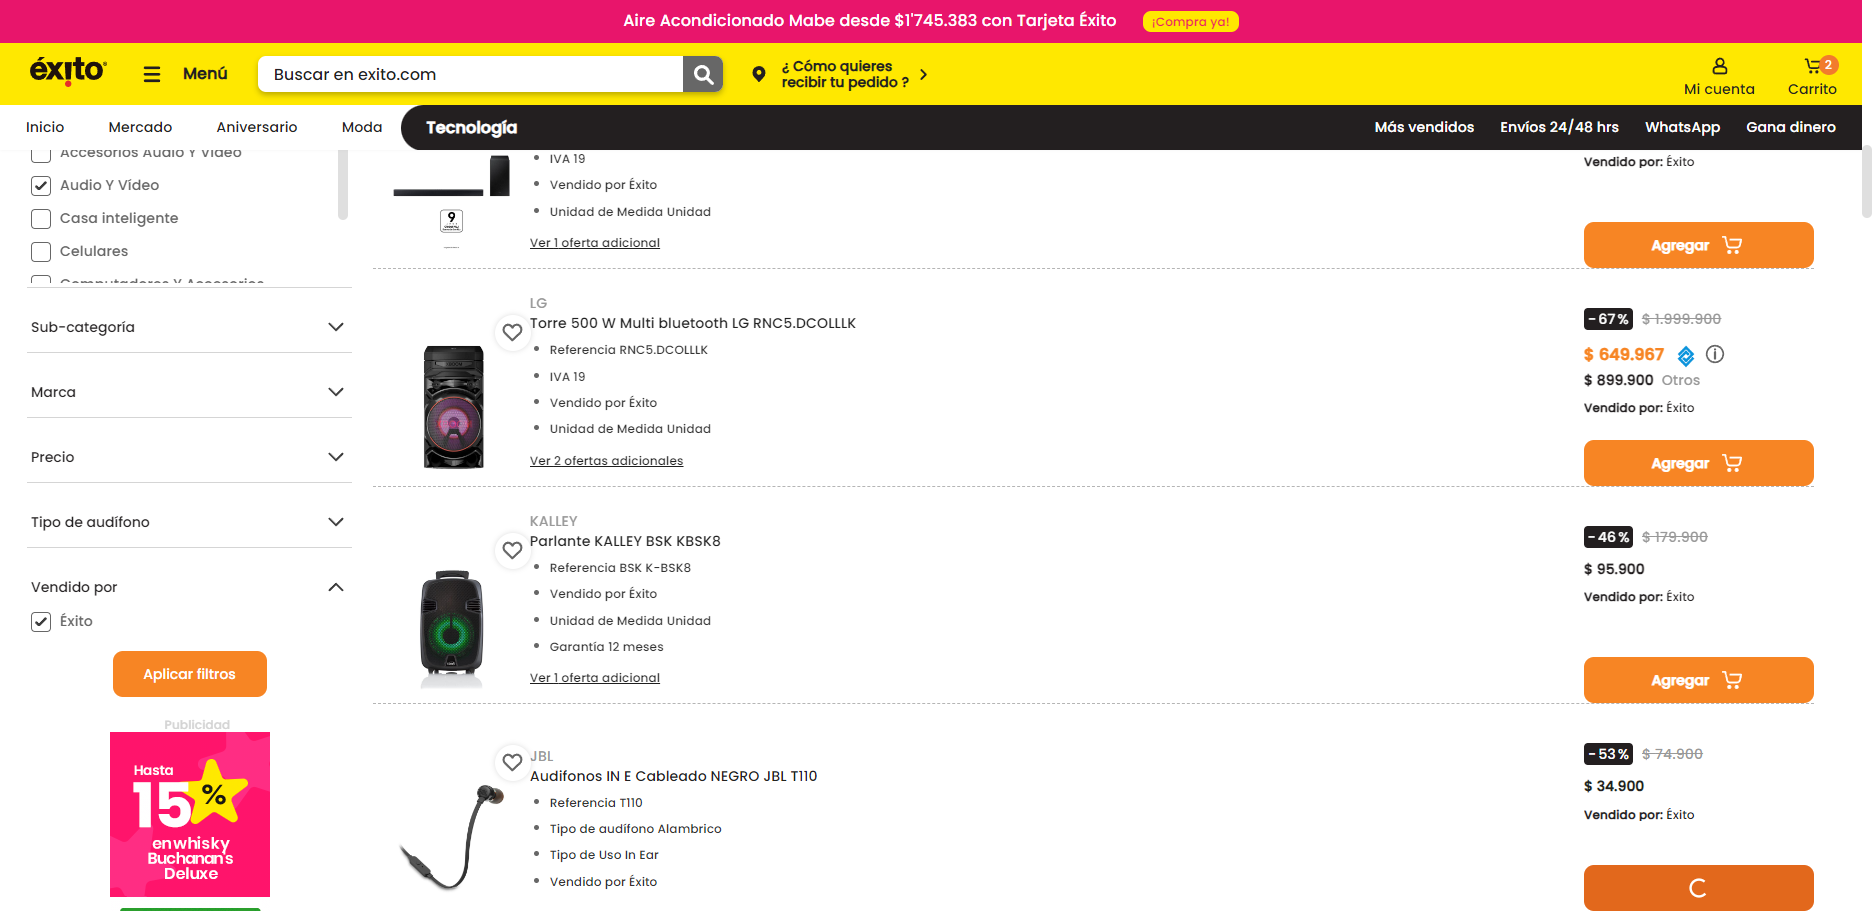 Aire Acondicionado Mabe desde $1'745.383 con Tarjeta Éxito ¡Compra ya!
éxito
Menú
Buscar en exito.com
¿ Cómo quieres
recibir tu pedido ?
Mi cuenta
2
Carrito
Inicio Mercado Aniversario Moda Tecnología Más vendidos Envíos 24/48 hrs WhatsApp Gana dinero
Accesorios Audio Y Video
Audio Y Vídeo
Casa inteligente
Celulares
Computadores Y Accesorios
Sub-categoría
Marca
Precio
Tipo de audífono
Vendido por
Éxito
Aplicar filtros
Publicidad
Hasta
15%
en whisky
Buchanan's
Deluxe
9
IVA 19
Vendido por Éxito
Unidad de Medida Unidad
Ver 1 oferta adicional
Vendido por: Éxito
Agregar
LG
Torre 500 W Multi bluetooth LG RNC5.DCOLLLK
Referencia RNC5.DCOLLLK
IVA 19
Vendido por Éxito
Unidad de Medida Unidad
Ver 2 ofertas adicionales
-67% $ 1.999.900
$ 649.967
$ 899.900 Otros
Vendido por: Éxito
Agregar
KALLEY
Parlante KALLEY BSK KBSK8
Referencia BSK K-BSK8
Vendido por Éxito
Unidad de Medida Unidad
Garantía 12 meses
Ver 1 oferta adicional
-46% $ 179.900
$ 95.900
Vendido por: Éxito
Agregar
JBL
Audifonos IN E Cableado NEGRO JBL T110
Referencia T110
Tipo de audífono Alambrico
Tipo de Uso In Ear
Vendido por Éxito
-53% $ 74.900
$ 34.900
Vendido por: Éxito